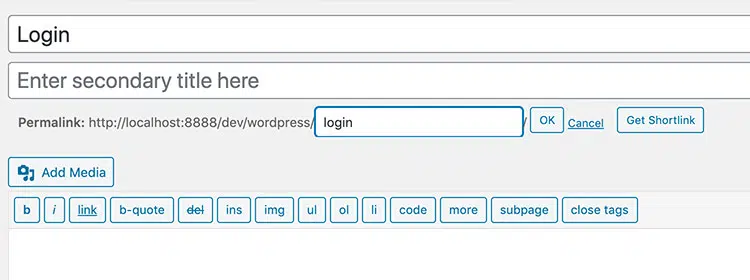 Login
Enter secondary title here
Permalink: http://localhost:8888/dev/wordpress/ login / OK Cancel Get Shortlink
Add Media
b i link b-quote del ins img ul ol li code more subpage close tags